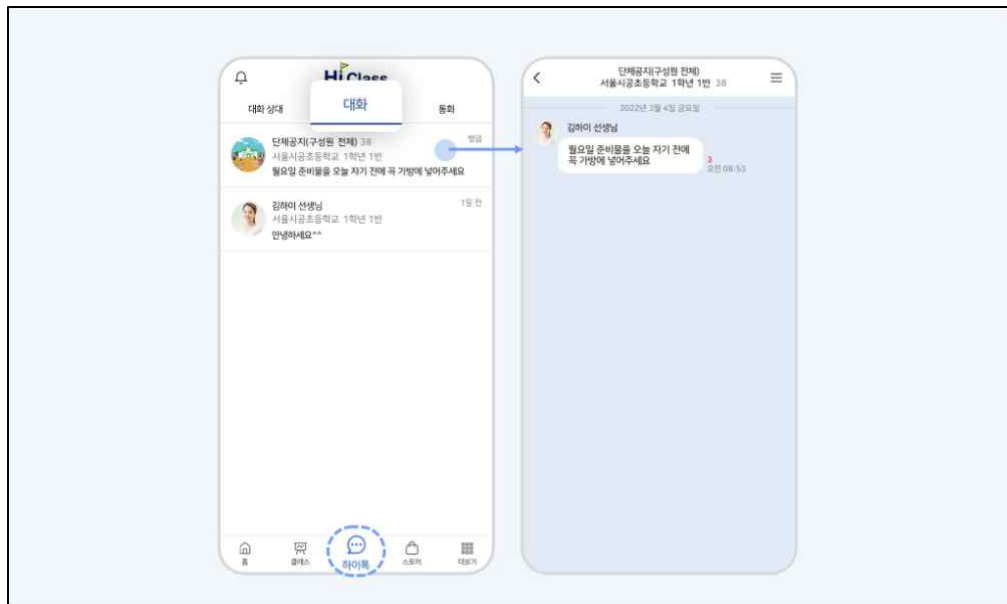 Hi Class
대화 상대
대화
통화
단체공지(구성원 전체) 38
방금
서울시공초등학교 1학년 1반
월요일 준비물을 오늘 자기 전에 꼭 가방에 넣어주세요
김하이 선생님
1일 전
서울시공초등학교 1학년 1반
안녕하세요^^
홈
클래스
하이톡
스토어
더보기
단체공지(구성원 전체)
서울시공초등학교 1학년 1반 38
2022년 3월 4일 금요일
김하이 선생님
월요일 준비물을 오늘 자기 전에
꼭 가방에 넣어주세요
3
오전 08:53